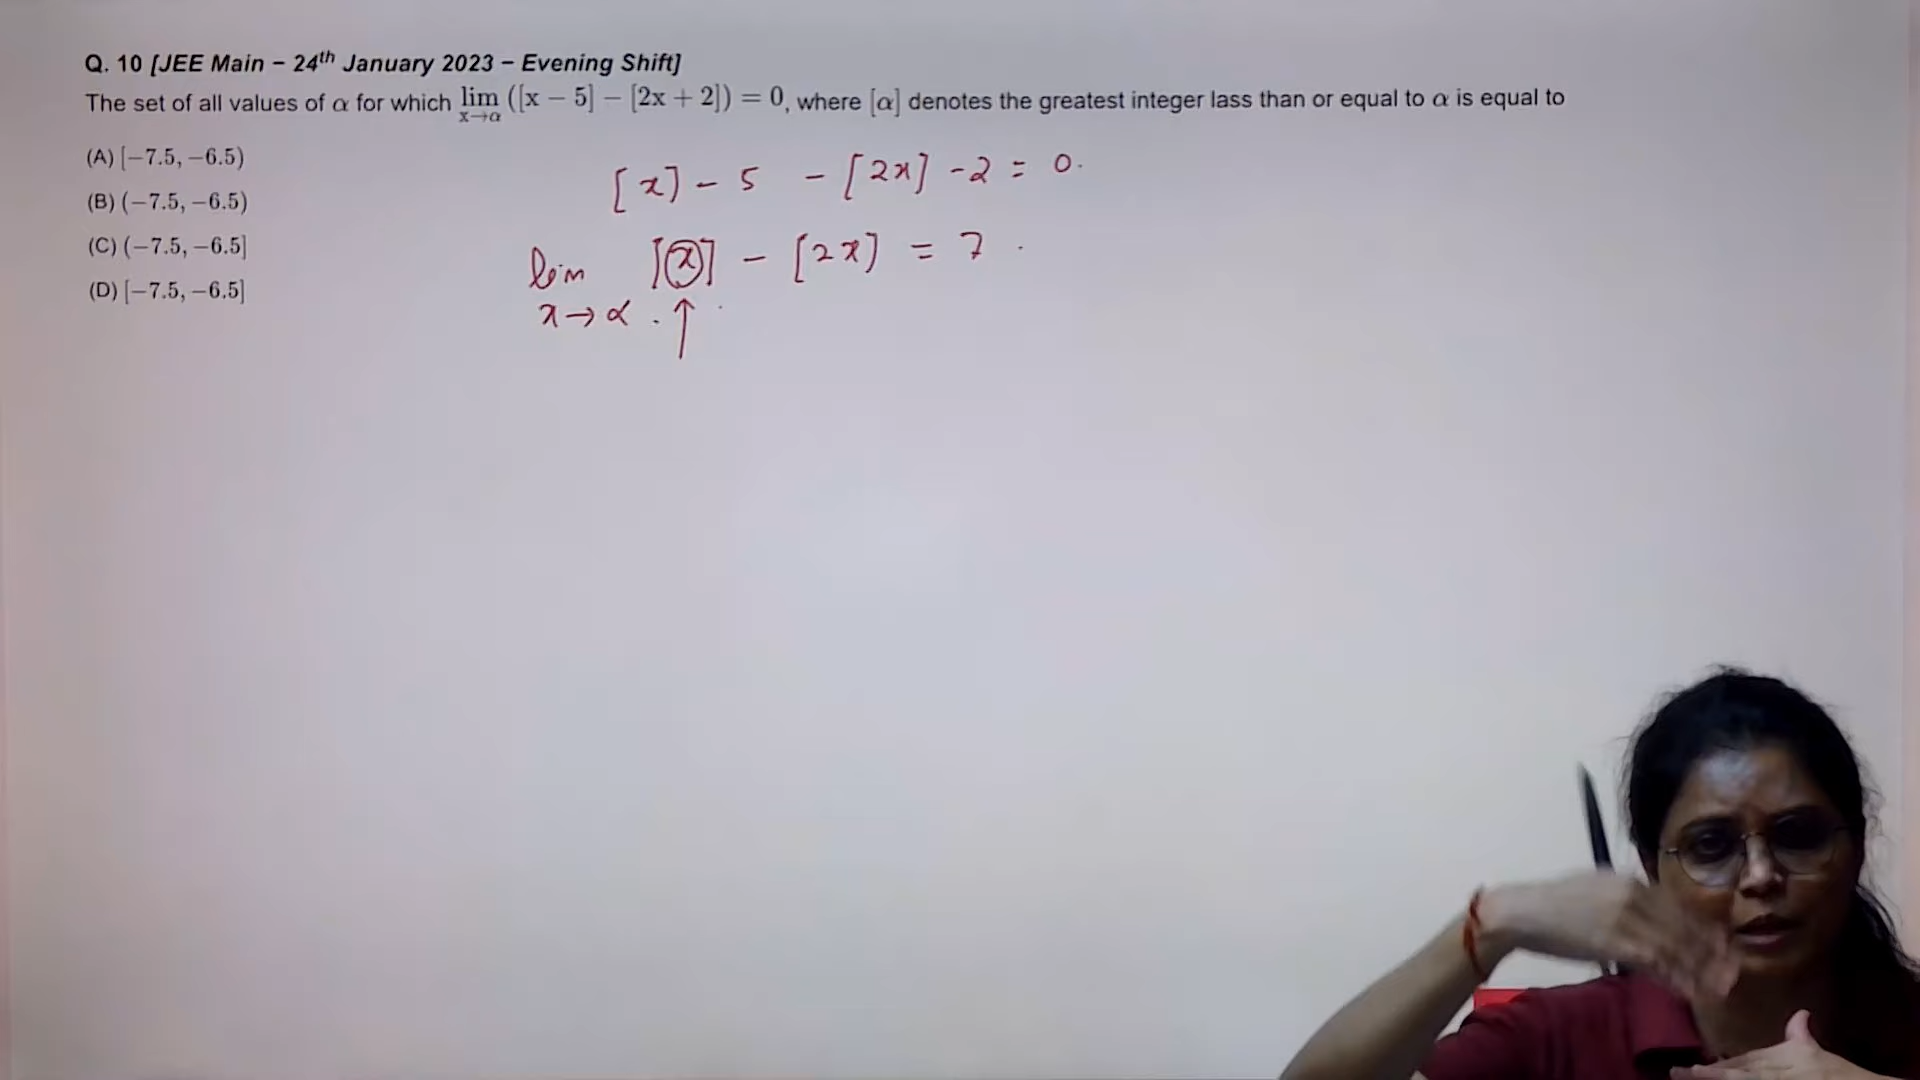 Q. 10 [JEE Main – 24th January 2023 – Evening Shift]
The set of all values of α for which lim x→α ([x − 5] − [2x + 2]) = 0, where [α] denotes the greatest integer lass than or equal to α is equal to
(A) [−7.5, −6.5)
(B) (−7.5, −6.5)
(C) (−7.5, −6.5]
(D) [−7.5, −6.5]
[x] - 5 - [2x] - 2 = 0.
lim x→α [x] - [2x] = 7